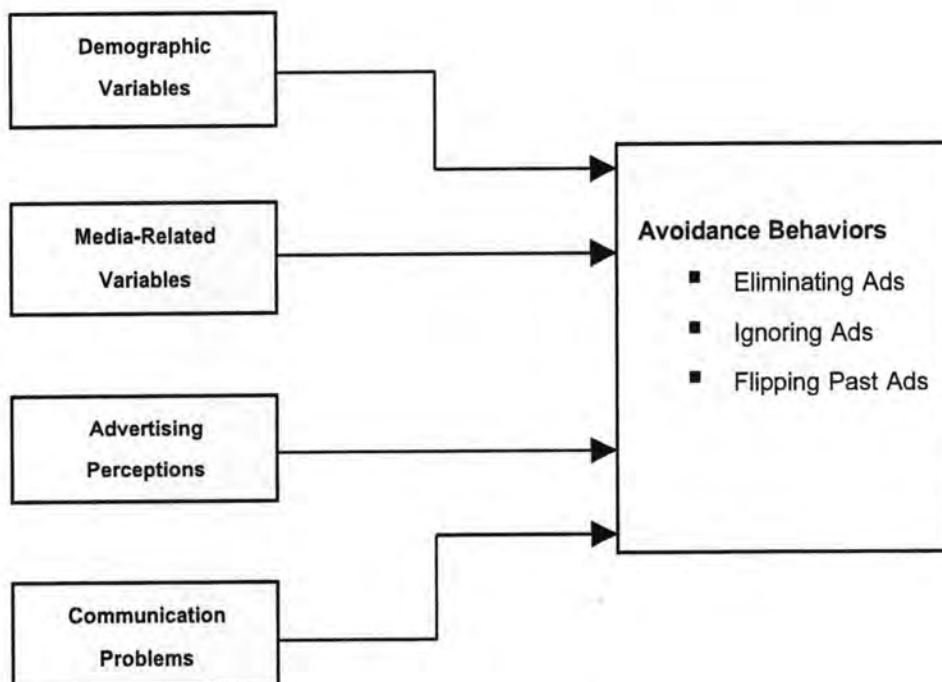 Demographic
Variables
Media-Related
Variables
Advertising
Perceptions
Communication
Problems
Avoidance Behaviors
▪ Eliminating Ads
▪ Ignoring Ads
▪ Flipping Past Ads